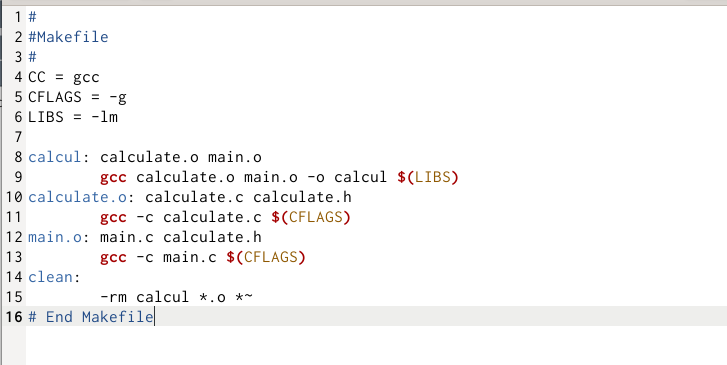 1 #
2 #Makefile
3 #
4 CC = gcc
5 CFLAGS = -g
6 LIBS = -lm
7
8 calcul: calculate.o main.o
9         gcc calculate.o main.o -o calcul $(LIBS)
10 calculate.o: calculate.c calculate.h
11         gcc -c calculate.c $(CFLAGS)
12 main.o: main.c calculate.h
13         gcc -c main.c $(CFLAGS)
14 clean:
15         -rm calcul *.o *~
16 # End Makefile